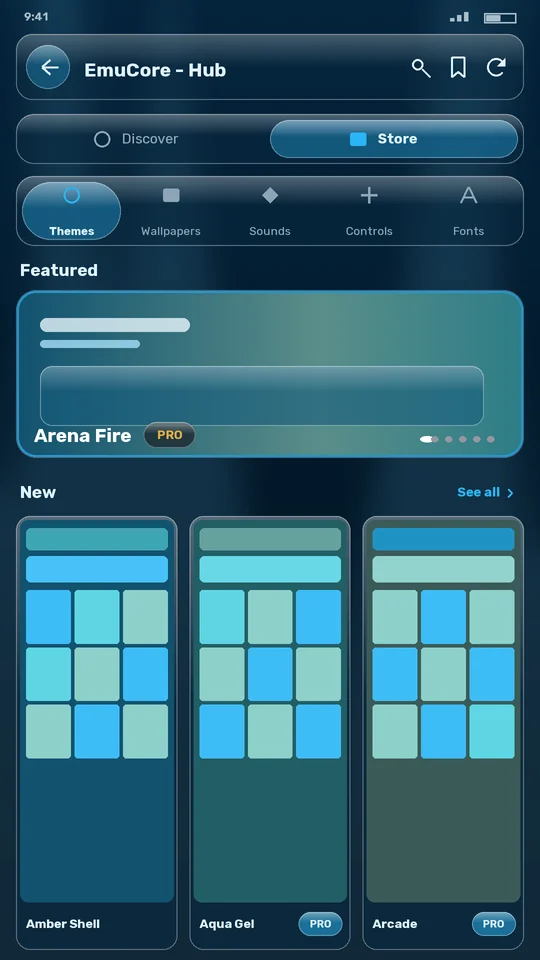 9:41
EmuCore - Hub
Discover
Store
Themes
Wallpapers
Sounds
Controls
Fonts
Featured
Arena Fire
PRO
New
See all
Amber Shell
Aqua Gel
PRO
Arcade
PRO